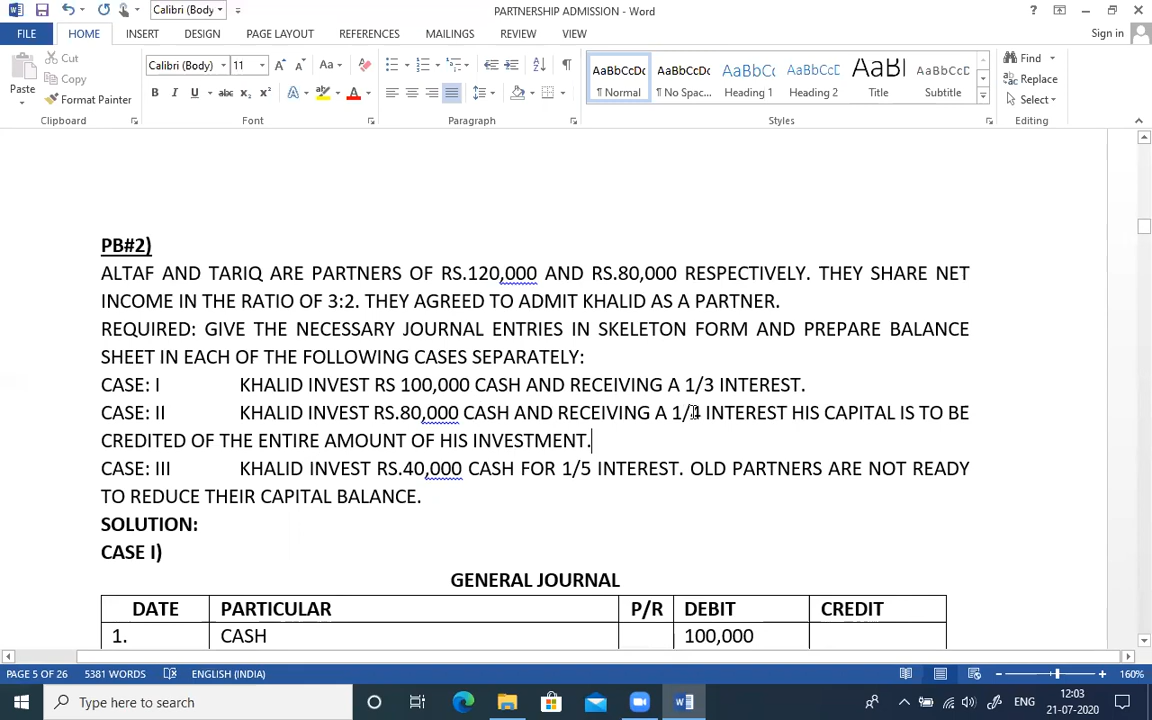 PARTNERSHIP ADMISSION - Word
Calibri (Body
Sign in
FILE HOME INSERT DESIGN PAGE LAYOUT REFERENCES MAILINGS REVIEW VIEW
Paste
Cut
Copy
Format Painter
Clipboard
Calibri (Body) 11
Font
Paragraph
AaBbCcDc AaBbCcDc AaBbCc AaBbCcC AaBl AaBbCcD
¶ Normal ¶ No Spac... Heading 1 Heading 2 Title Subtitle
Styles
Find
Replace
Select
Editing
PB#2)
ALTAF AND TARIQ ARE PARTNERS OF RS.120,000 AND RS.80,000 RESPECTIVELY. THEY SHARE NET
INCOME IN THE RATIO OF 3:2. THEY AGREED TO ADMIT KHALID AS A PARTNER.
REQUIRED: GIVE THE NECESSARY JOURNAL ENTRIES IN SKELETON FORM AND PREPARE BALANCE
SHEET IN EACH OF THE FOLLOWING CASES SEPARATELY:
CASE: I KHALID INVEST RS 100,000 CASH AND RECEIVING A 1/3 INTEREST.
CASE: II KHALID INVEST RS.80,000 CASH AND RECEIVING A INTEREST HIS CAPITAL IS TO BE
CREDITED OF THE ENTIRE AMOUNT OF HIS INVESTMENT.
CASE: III KHALID INVEST RS.40,000 CASH FOR 1/5 INTEREST. OLD PARTNERS ARE NOT READY
TO REDUCE THEIR CAPITAL BALANCE.
SOLUTION:
CASE I)
GENERAL JOURNAL
DATE PARTICULAR P/R DEBIT CREDIT
1. CASH 100,000
PAGE 5 OF 26 5381 WORDS ENGLISH (INDIA) 160%
Type here to search
ENG
12:03
21-07-2020